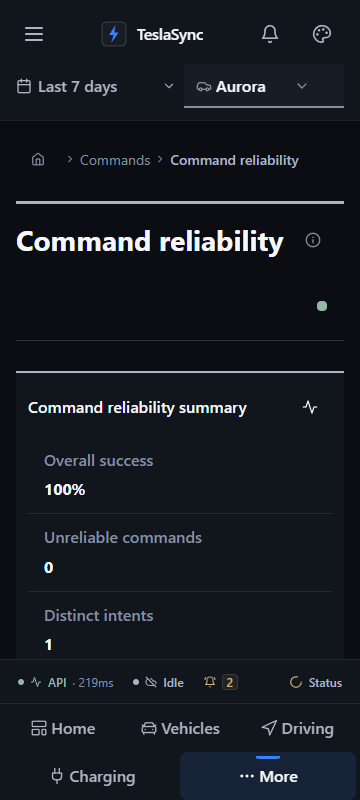 TeslaSync
Last 7 days
Aurora
Commands
Command reliability
Command reliability
Command reliability summary
Overall success
100%
Unreliable commands
0
Distinct intents
1
API · 219ms
Idle
2
Status
Home
Vehicles
Driving
Charging
More